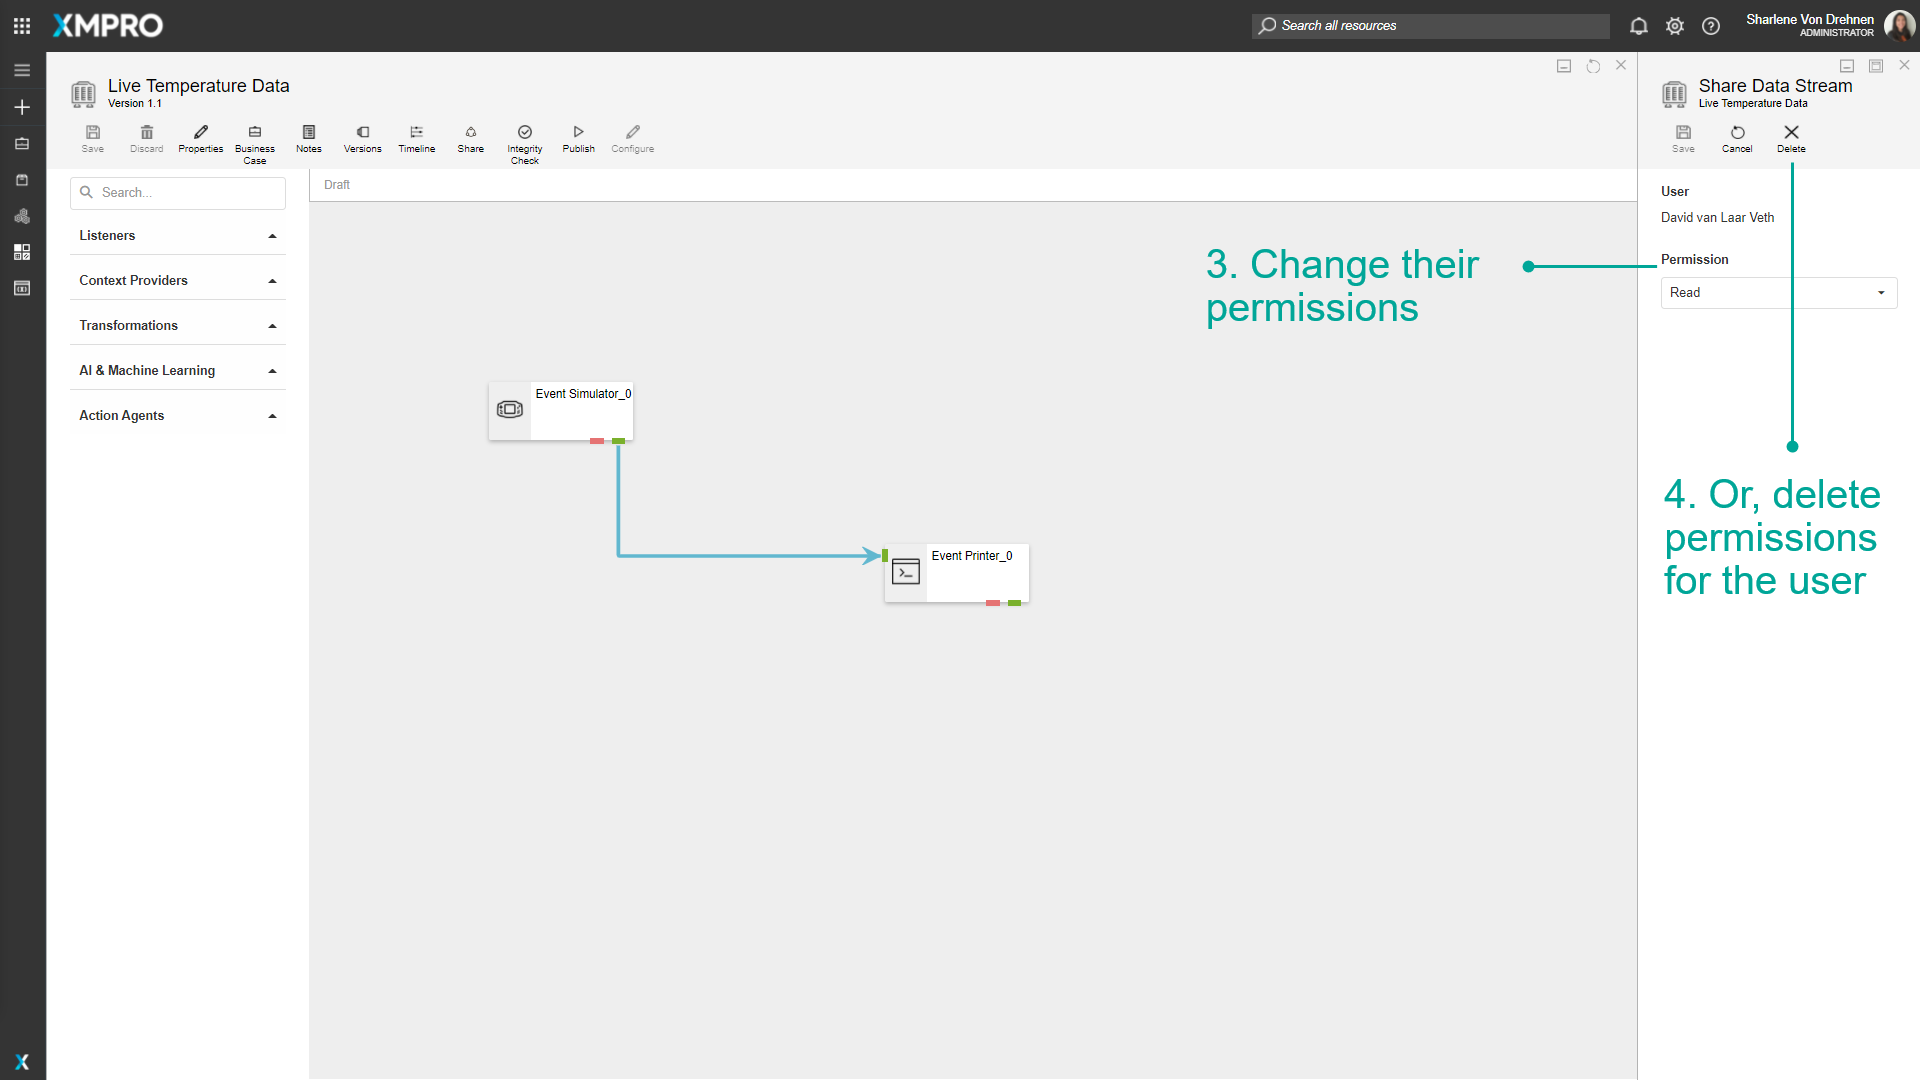 XMPRO
Search all resources
Sharlene Von Drehnen
ADMINISTRATOR
Live Temperature Data
Version 1.1
Save
Discard
Properties
Business
Case
Notes
Versions
Timeline
Share
Integrity
Check
Publish
Configure
Share Data Stream
Live Temperature Data
Save
Cancel
Delete
Search...
Listeners
Context Providers
Transformations
AI & Machine Learning
Action Agents
Draft
Event Simulator_0
Event Printer_0
3. Change their
permissions
User
David van Laar Veth
Permission
Read
4. Or, delete
permissions
for the user